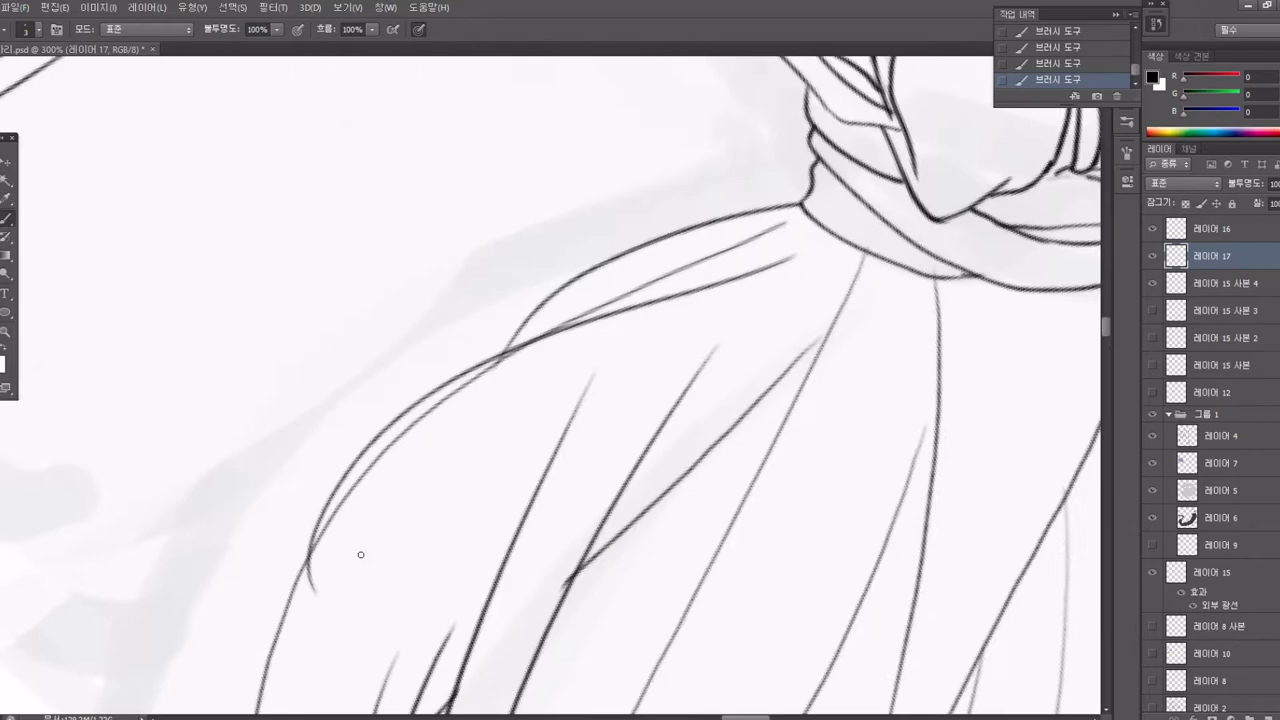 파일(F) 편집(E) 이미지(I) 레이어(L) 유형(Y) 선택(S) 필터(T) 3D(D) 보기(V) 창(W) 도움말(H)
3 모드: 표준 불투명도: 100% 흐름: 100% 필수
리.psd @ 300% (레이어 17, RGB/8) * ×
작업 내역
브러시 도구
브러시 도구
브러시 도구
브러시 도구
색상 색상 견본
R 0
G 0
B 0
레이어 채널
종류
표준 불투명도: 100
잠그기: 칠: 100
레이어 16
레이어 17
레이어 15 사본 4
레이어 15 사본 3
레이어 15 사본 2
레이어 15 사본
레이어 12
그룹 1
레이어 4
레이어 7
레이어 5
레이어 6
레이어 9
레이어 15
효과
외부 광선
레이어 8 사본
레이어 10
레이어 8
레이어 2